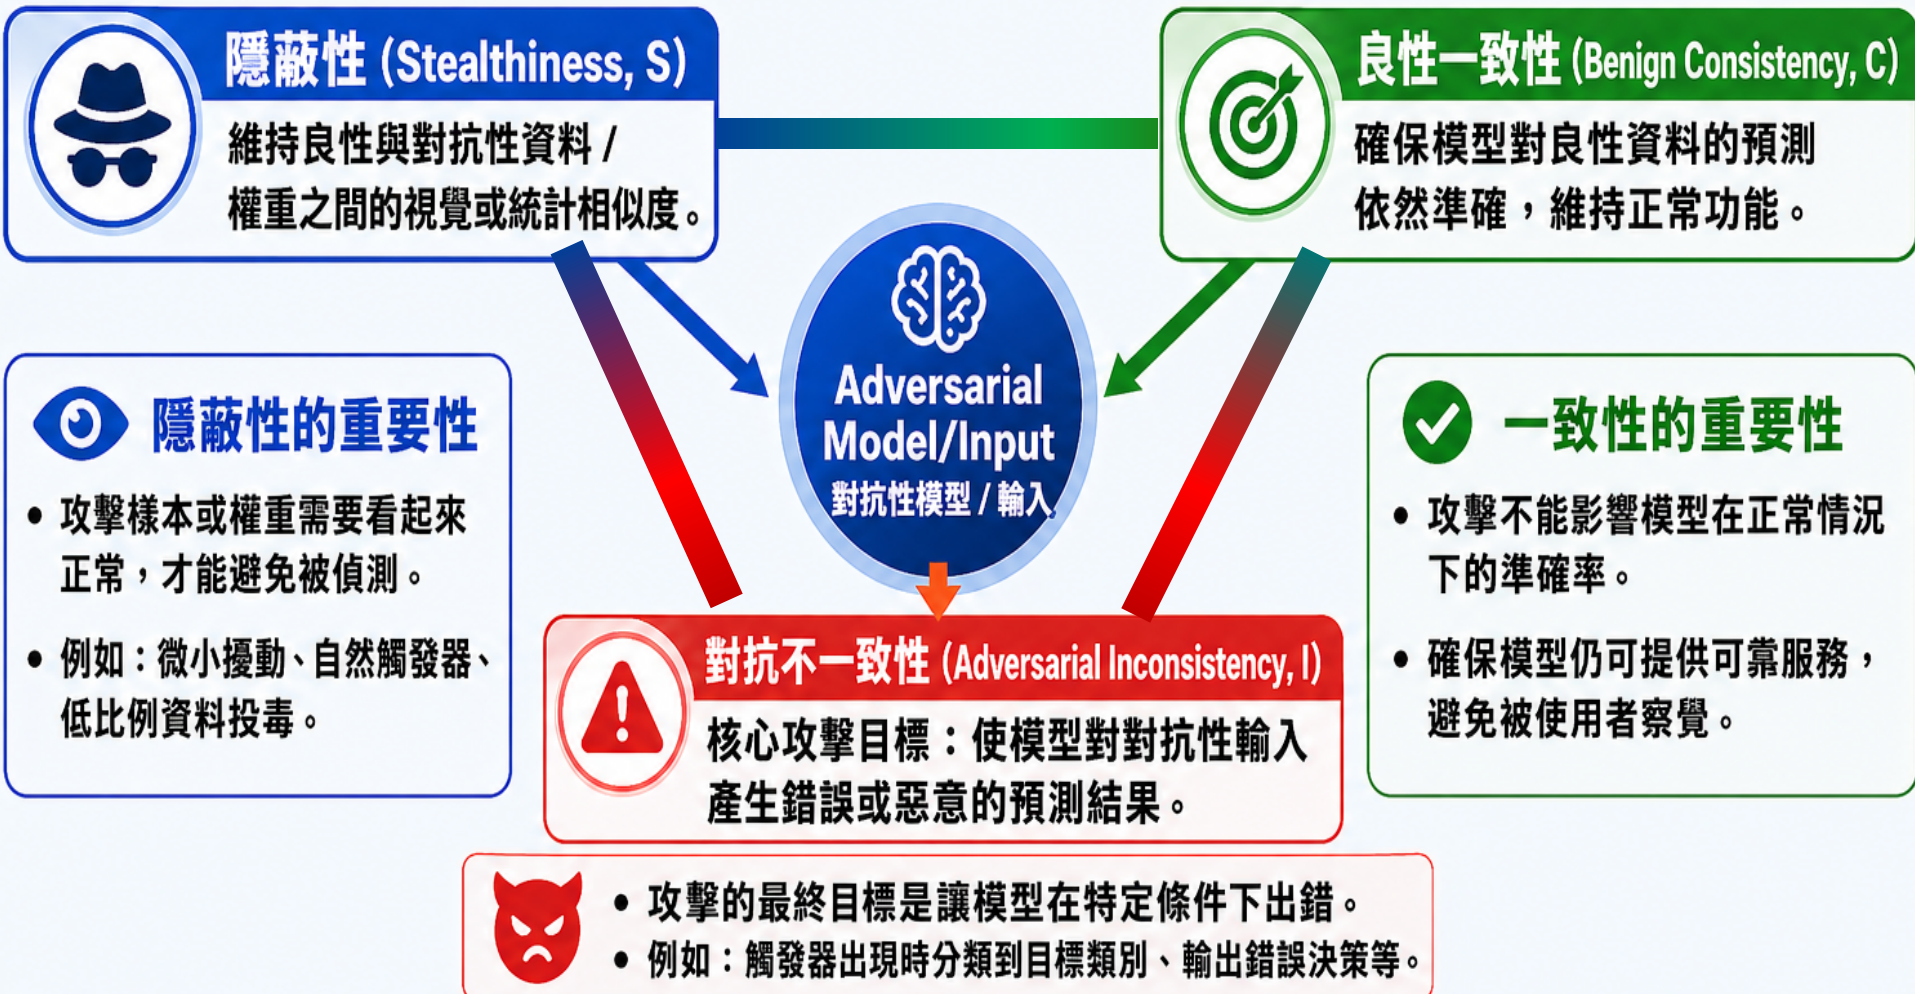 隱蔽性 (Stealthiness, S)
維持良性與對抗性資料 /
權重之間的視覺或統計相似度。
良性一致性 (Benign Consistency, C)
確保模型對良性資料的預測
依然準確，維持正常功能。
Adversarial
Model/Input
對抗性模型 / 輸入
隱蔽性的重要性
• 攻擊樣本或權重需要看起來
正常，才能避免被偵測。
• 例如：微小擾動、自然觸發器、
低比例資料投毒。
一致性的重要性
• 攻擊不能影響模型在正常情況
下的準確率。
• 確保模型仍可提供可靠服務，
避免被使用者察覺。
對抗不一致性 (Adversarial Inconsistency, I)
核心攻擊目標：使模型對對抗性輸入
產生錯誤或惡意的預測結果。
• 攻擊的最終目標是讓模型在特定條件下出錯。
• 例如：觸發器出現時分類到目標類別、輸出錯誤決策等。